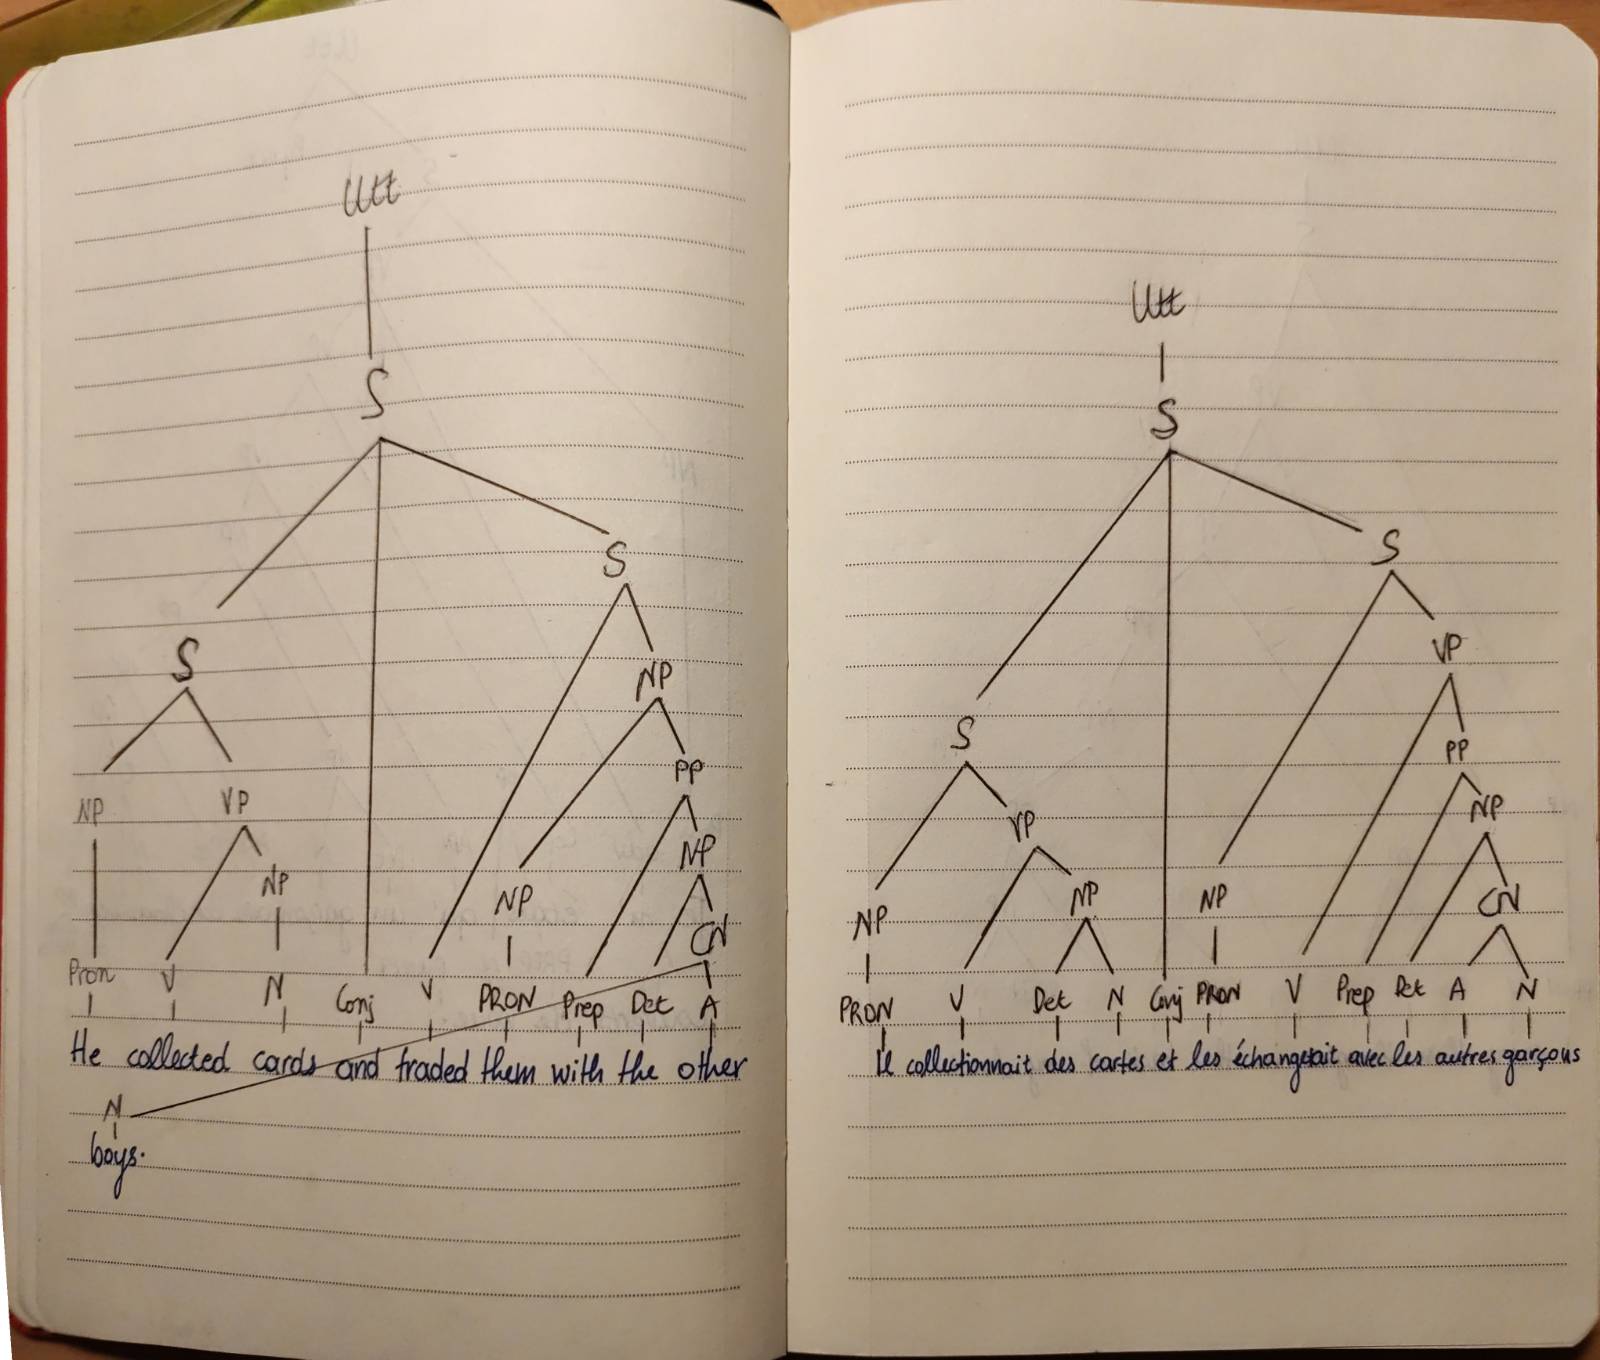 Utt
S
S
S
NP
PP
NP VP
NP
NP
NP
CN
Pron V N Conj V PRON Prep Det A
He collected cards and traded them with the other
N
boys.
Utt
S
S
VP
S
PP
VP
NP
NP
NP
CN
NP
PRON V Det N Conj PRON V Prep Det A N
Il collectionnait des cartes et les échangeait avec les autres garçons